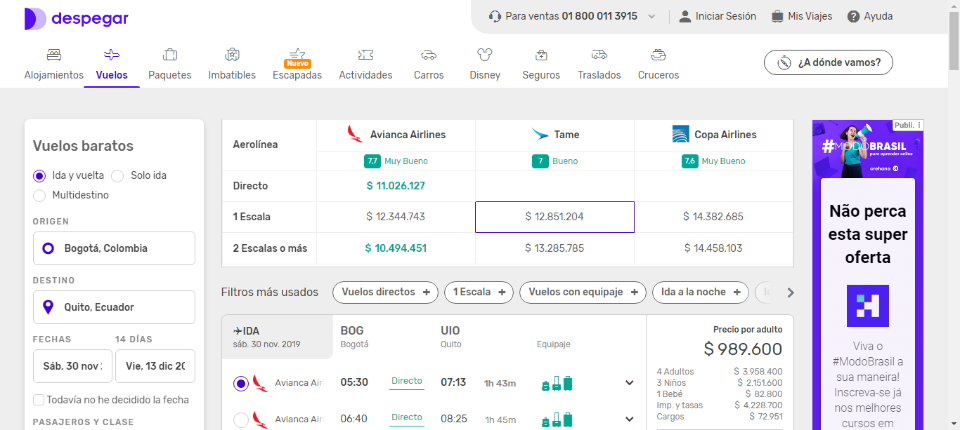 despegar
Para ventas 01 800 011 3915
Iniciar Sesión
Mis Viajes
Ayuda
Alojamientos
Vuelos
Paquetes
Imbatibles
Nuevo
Escapadas
Actividades
Carros
Disney
Seguros
Traslados
Cruceros
¿A dónde vamos?
Vuelos baratos
Ida y vuelta
Solo ida
Multidestino
ORIGEN
Bogotá, Colombia
DESTINO
Quito, Ecuador
FECHAS
14 DÍAS
Sáb, 30 nov
Vie, 13 dic 20
Todavía no he decidido la fecha
PASAJEROS Y CLASE
Aerolínea
Avianca Airlines
Tame
Copa Airlines
7.7 Muy Bueno
7 Bueno
7.6 Muy Bueno
Directo
$ 11.026.127
1 Escala
$ 12.344.743
$ 12.851.204
$ 14.382.685
2 Escalas o más
$ 10.494.451
$ 13.285.785
$ 14.458.103
Filtros más usados
Vuelos directos +
1 Escala +
Vuelos con equipaje +
Ida a la noche +
IDA
sáb. 30 nov. 2019
BOG
Bogotá
UIO
Quito
Equipaje
Avianca Air
05:30
Directo
07:13
1h 43m
Avianca Air
06:40
Directo
08:25
1h 45m
Precio por adulto
$ 989.600
4 Adultos $ 3.958.400
3 Niños $ 2.151.600
1 Bebé $ 82.800
Imp. y tasas $ 4.228.700
Cargos $ 72.951
Publi.
#MODOBRASIL
para aprender online
crehana
Não perca
esta super
oferta
Viva o
#ModoBrasil a
sua maneira!
Inscreva-se já
nos melhores
cursos em